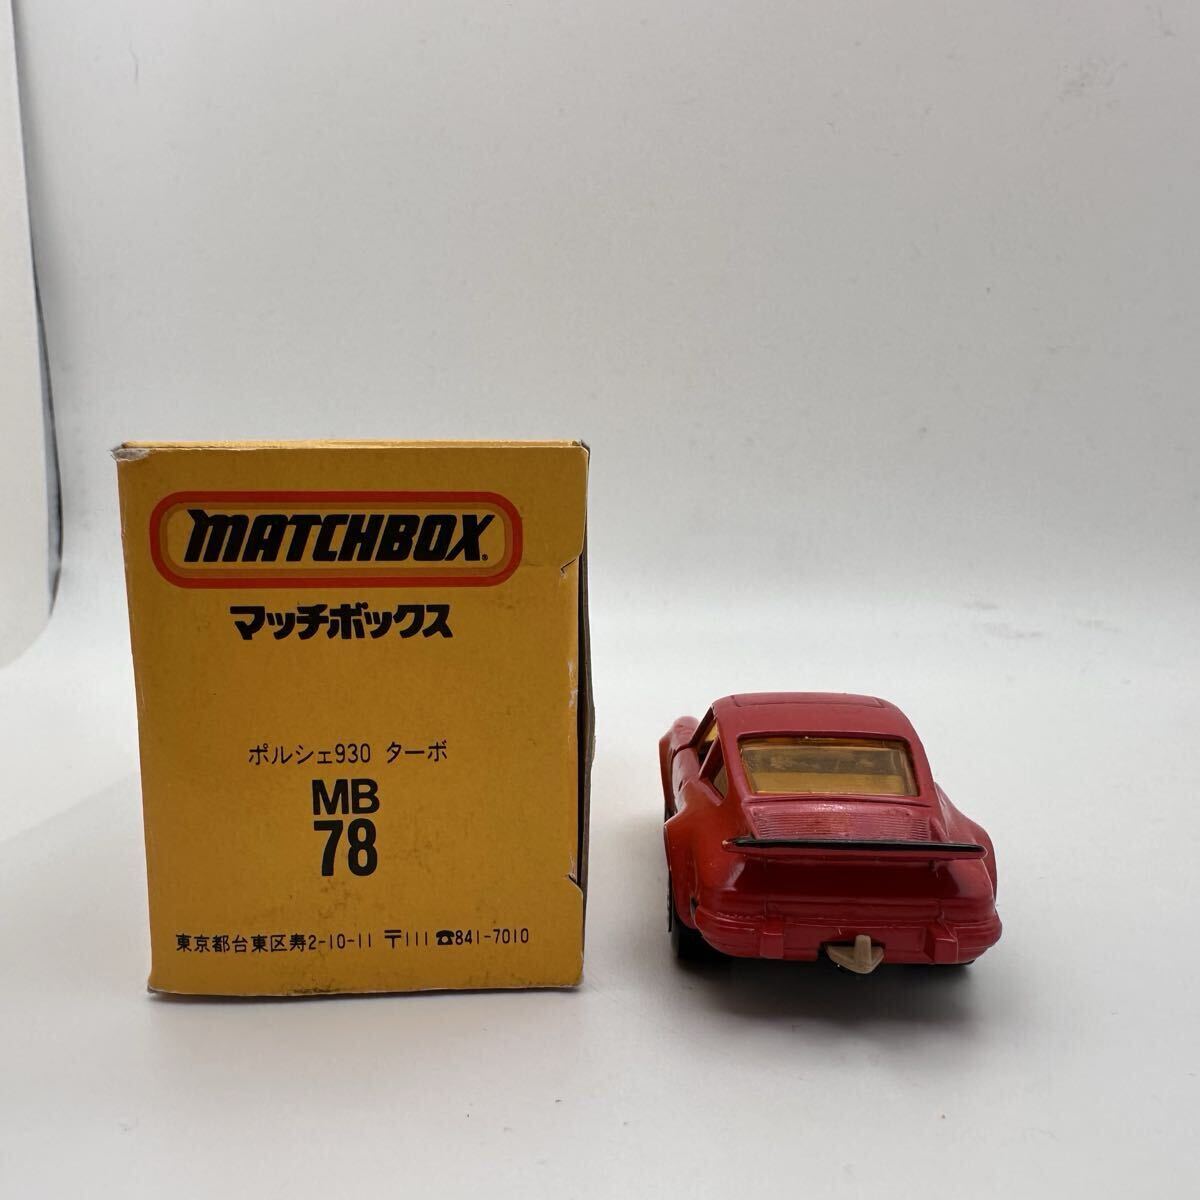 MATCHBOX®
マッチボックス
ポルシェ930 ターボ
MB
78
東京都台東区寿2-10-11 〒111 ☎841-7010